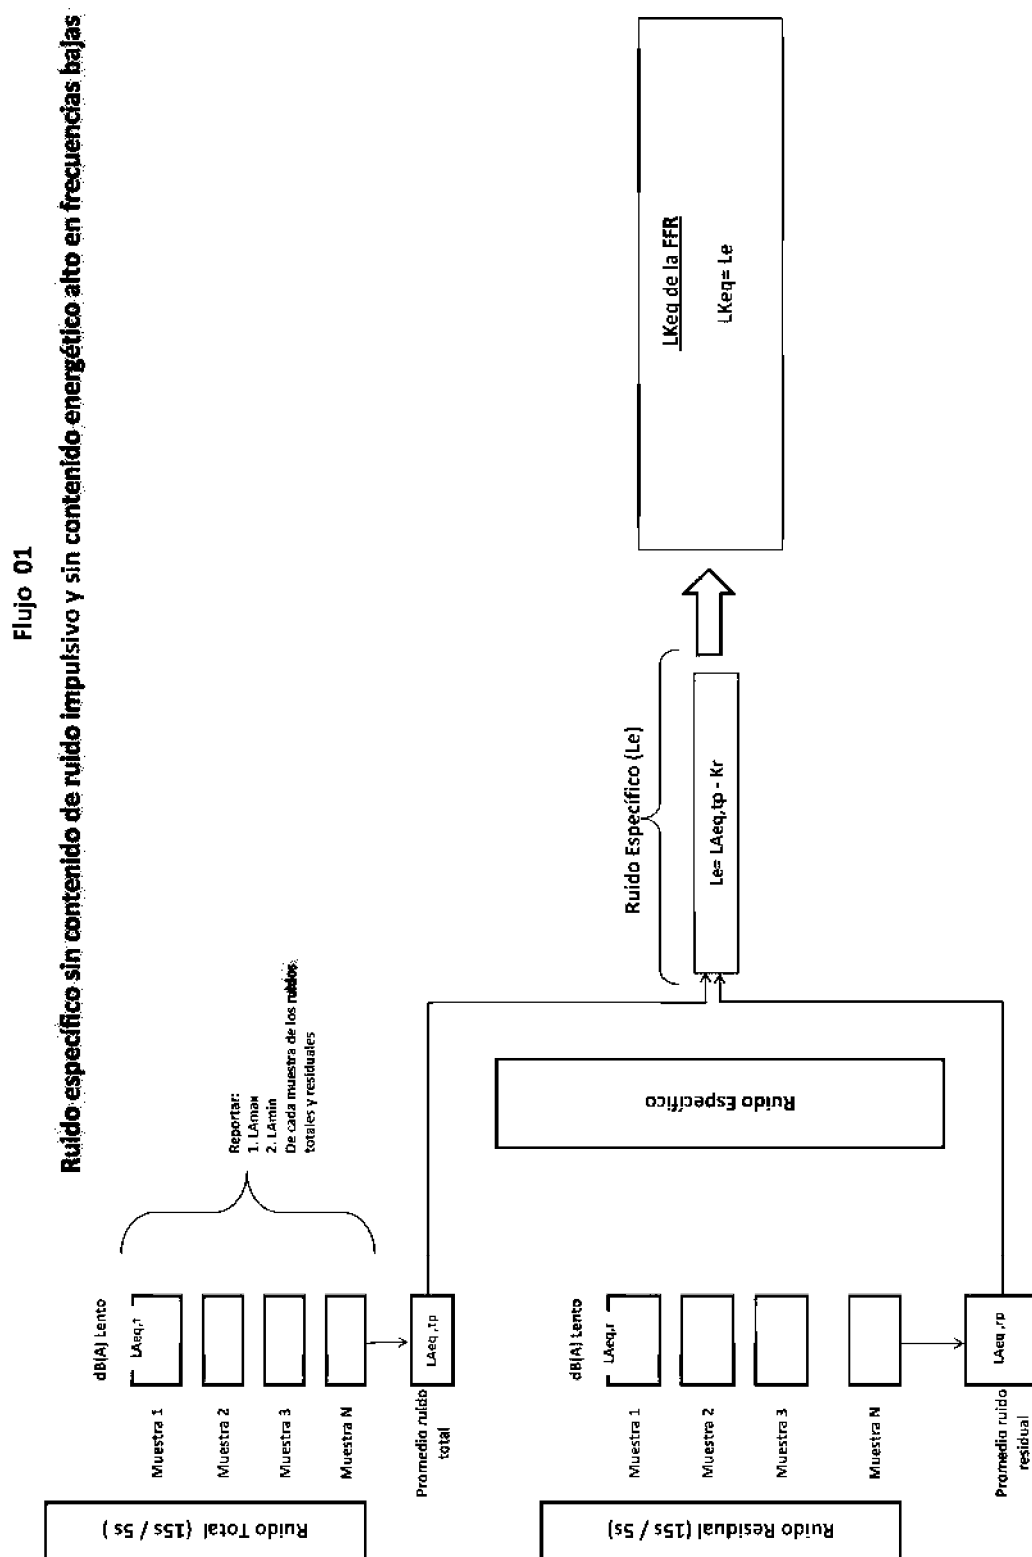 Flujo 01
Ruido específico sin contenido de ruido impulsivo y sin contenido energético alto en frecuencias bajas
Ruido Total (15s / 5s )
dB(A) Lento
Muestra 1
LAeq,t
Muestra 2
Muestra 3
Muestra N
Promedio ruido
total
LAeq ,tp
Reportar:
1. LAmax
2. LAmin
De cada muestra de los ruidos
totales y residuales
Ruido Residual (15s / 5s)
dB(A) Lento
Muestra 1
LAeq,r
Muestra 2
Muestra 3
Muestra N
Promedio ruido
residual
LAeq ,rp
Ruido Específico
Ruido Específico (Le)
Le= LAeq,tp - Kr
LKeq de la FFR
LKeq= Le